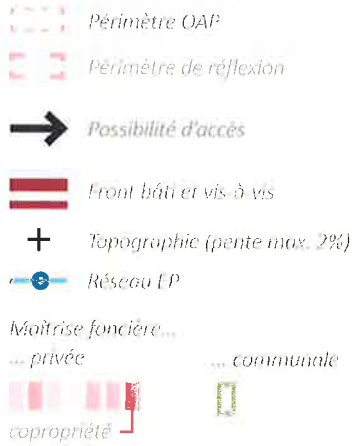 Périmètre OAP
Périmètre de réflexion
Possibilité d'accès
Front bâti et vis-à-vis
Topographie (pente max. 2%)
Réseau EP
Maîtrise foncière...
... privée ... communale
copropriété